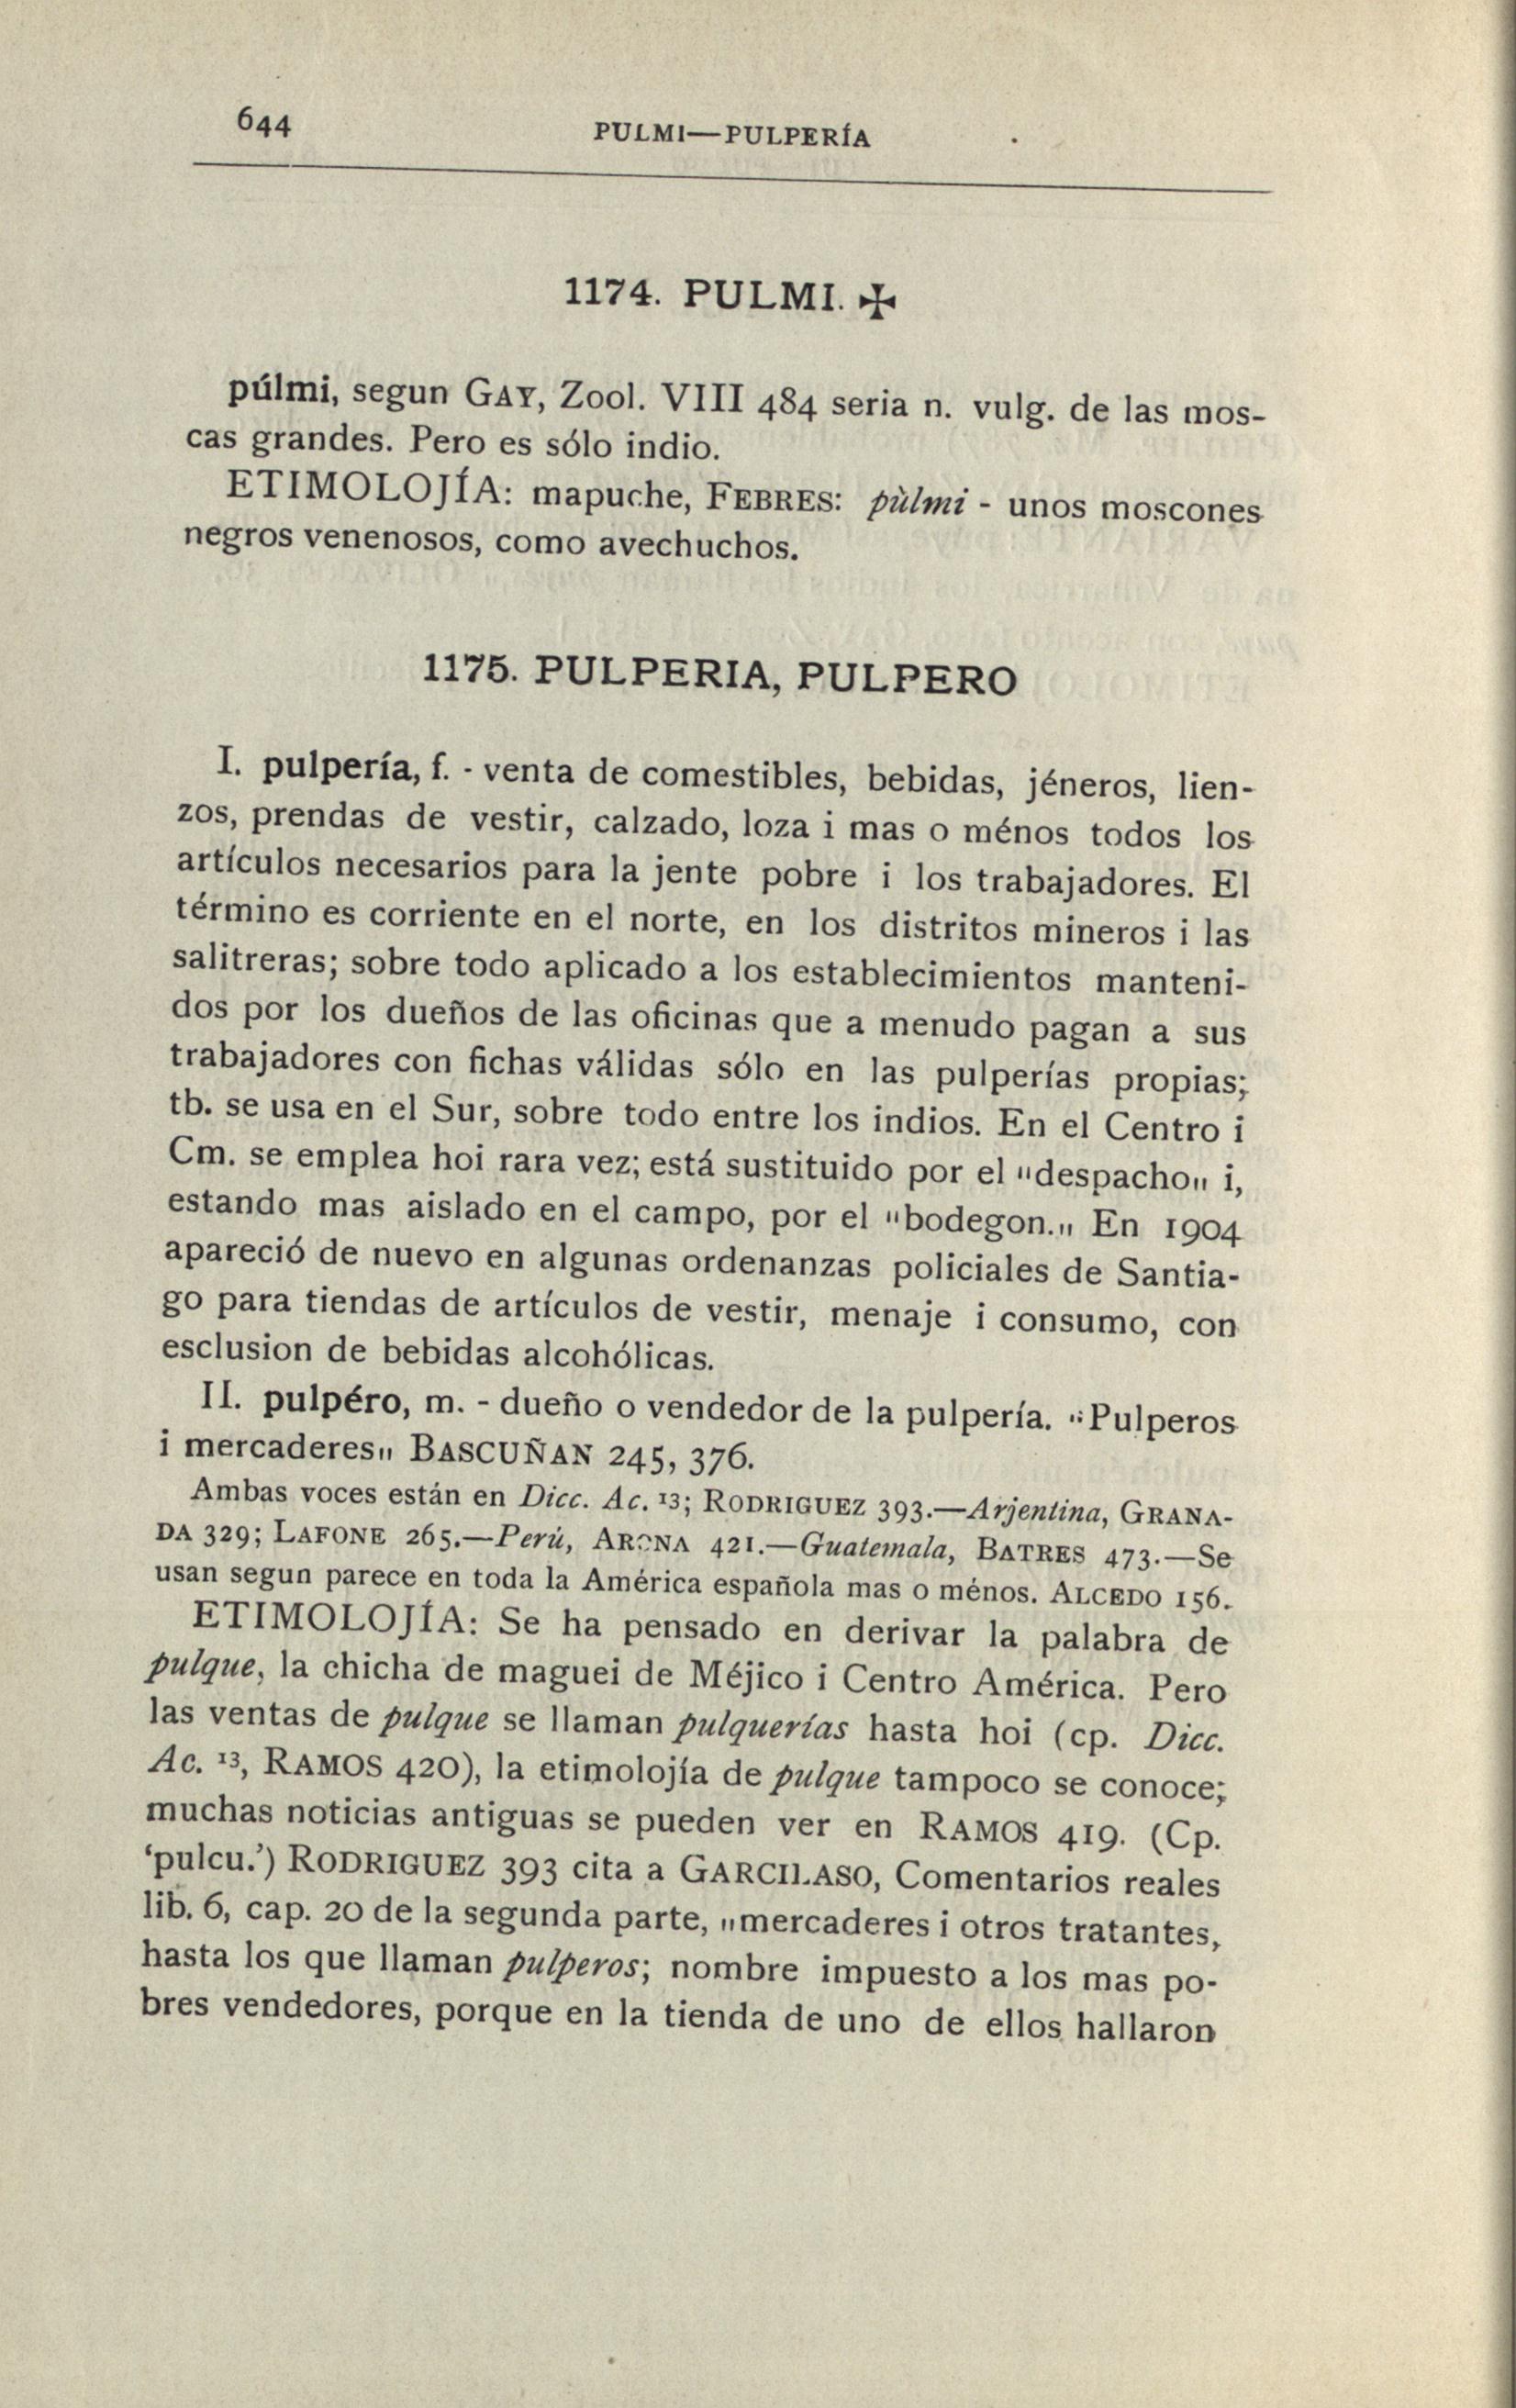 644
PULMI—PULPERÍA
1174. PULMI. ✠
púlmi, segun GAY, Zool. VIII 484 seria n. vulg. de las mos-
cas grandes. Pero es sólo indio.
ETIMOLOJÍA: mapuche, FEBRES: pùlmi - unos moscones
negros venenosos, como avechuchos.
1175. PULPERIA, PULPERO
I. pulpería, f. - venta de comestibles, bebidas, jéneros, lien-
zos, prendas de vestir, calzado, loza i mas o ménos todos los
artículos necesarios para la jente pobre i los trabajadores. El
término es corriente en el norte, en los distritos mineros i las
salitreras; sobre todo aplicado a los establecimientos manteni-
dos por los dueños de las oficinas que a menudo pagan a sus
trabajadores con fichas válidas sólo en las pulperías propias;
tb. se usa en el Sur, sobre todo entre los indios. En el Centro i
Cm. se emplea hoi rara vez; está sustituido por el "despacho„ i,
estando mas aislado en el campo, por el "bodegon.„ En 1904
apareció de nuevo en algunas ordenanzas policiales de Santia-
go para tiendas de artículos de vestir, menaje i consumo, con
esclusion de bebidas alcohólicas.
II. pulpéro, m. - dueño o vendedor de la pulpería. "Pulperos
i mercaderes„ BASCUÑAN 245, 376.
Ambas voces están en Dicc. Ac. 13; RODRIGUEZ 393.—Arjentina, GRANA-
DA 329; LAFONE 265.—Perú, ARONA 421.—Guatemala, BATRES 473.—Se
usan segun parece en toda la América española mas o ménos. ALCEDO 156.
ETIMOLOJÍA: Se ha pensado en derivar la palabra de
pulque, la chicha de maguei de Méjico i Centro América. Pero
las ventas de pulque se llaman pulquerías hasta hoi (cp. Dicc.
Ac. 13, RAMOS 420), la etimolojía de pulque tampoco se conoce;
muchas noticias antiguas se pueden ver en RAMOS 419. (Cp.
‘pulcu.’) RODRIGUEZ 393 cita a GARCILASO, Comentarios reales
lib. 6, cap. 20 de la segunda parte, „mercaderes i otros tratantes,
hasta los que llaman pulperos; nombre impuesto a los mas po-
bres vendedores, porque en la tienda de uno de ellos hallaron